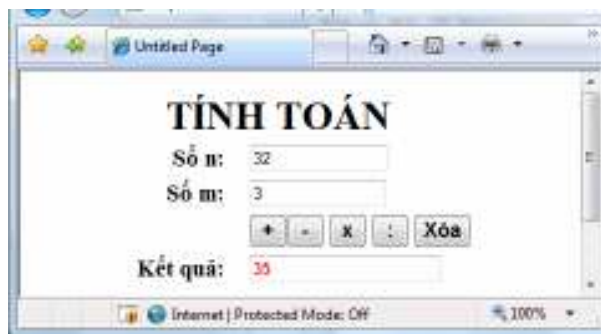 Untitled Page
TÍNH TOÁN
Số n: 32
Số m: 3
+ - x : Xóa
Kết quả: 35
Internet | Protected Mode: Off 100%